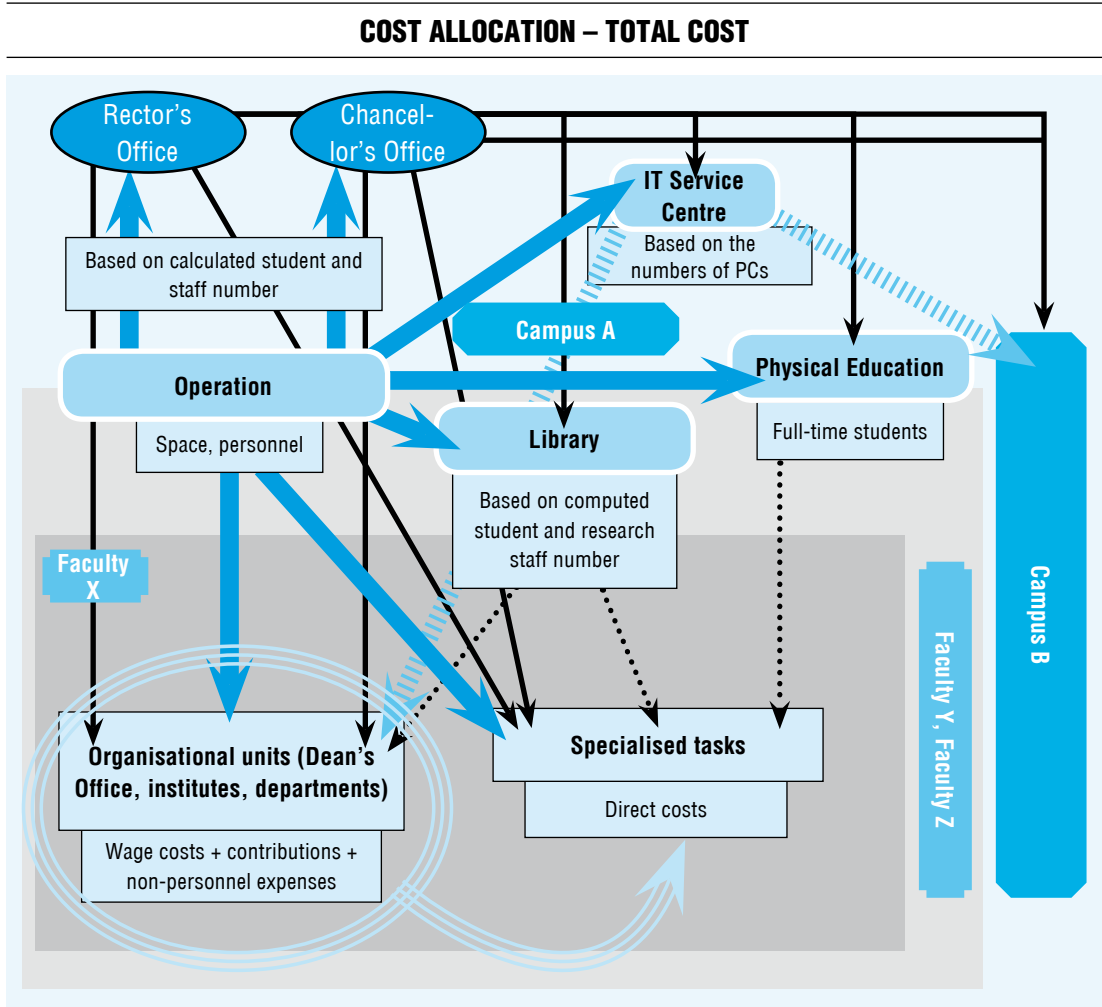 COST ALLOCATION – TOTAL COST
Rector's
Office
Chancel-
lor's Office
IT Service
Centre
Based on the
numbers of PCs
Based on calculated student and
staff number
Campus A
Operation
Space, personnel
Physical Education
Full-time students
Library
Based on computed
student and research
staff number
Faculty
X
Campus B
Faculty Y, Faculty Z
Organisational units (Dean's
Office, institutes, departments)
Wage costs + contributions +
non-personnel expenses
Specialised tasks
Direct costs